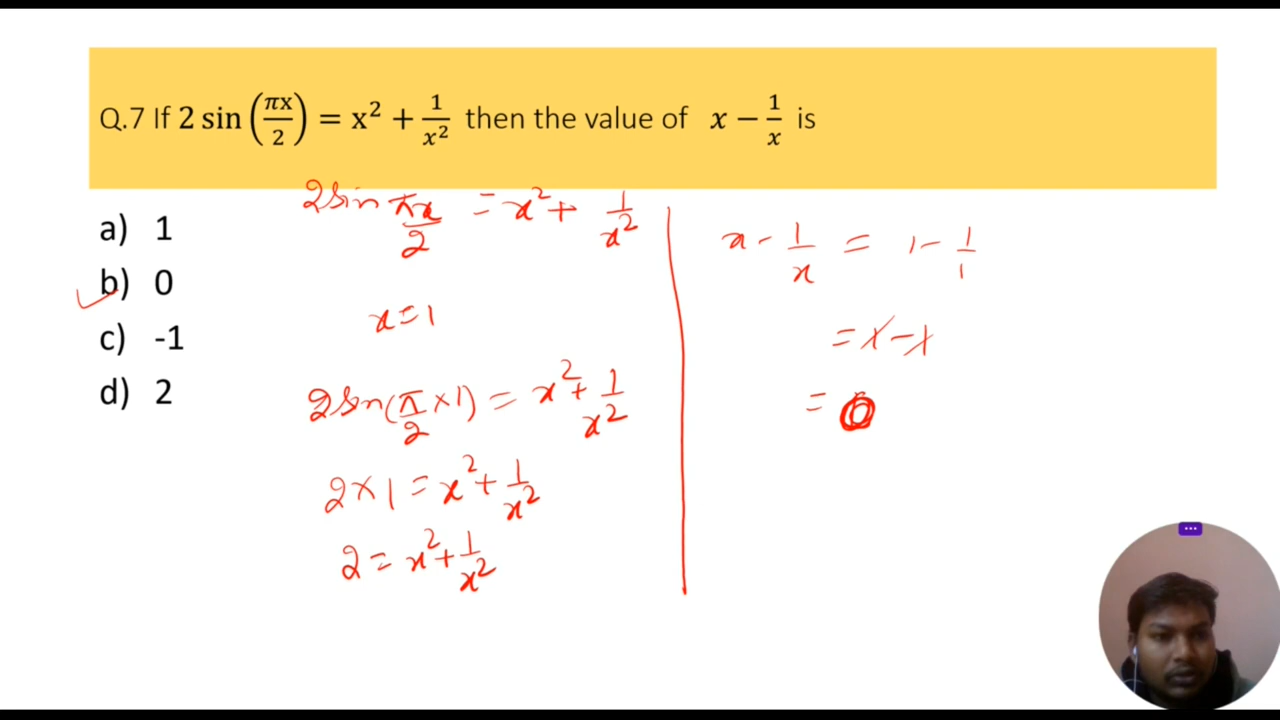 Q.7 If 2 sin (πx/2) = x² + 1/x² then the value of x − 1/x is
a) 1
b) 0
c) -1
d) 2
2sin πx/2 = x² + 1/x²
x = 1
2sin(π/2 × 1) = x² + 1/x²
2 × 1 = x² + 1/x²
2 = x² + 1/x²
x - 1/x = 1 - 1/1
= 1 - 1
= 0